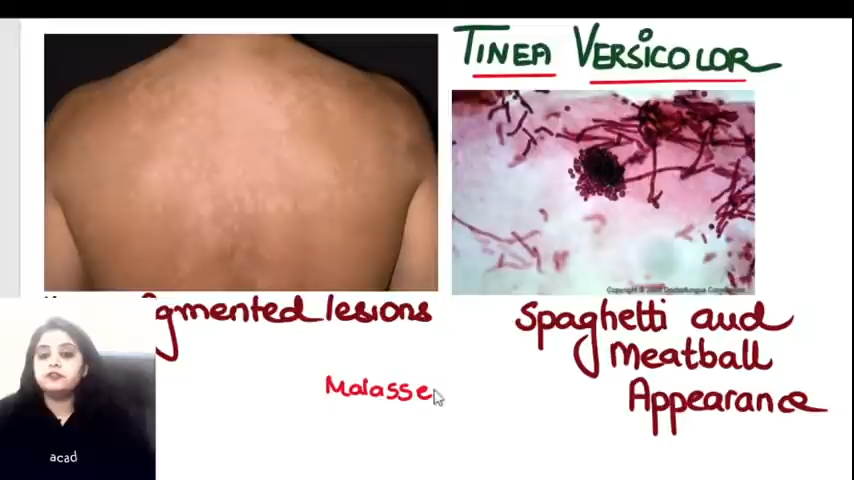 TINEA VERSICOLOR
gmented lesions
Spaghetti and
Meatball
Appearance
Malasse
acad